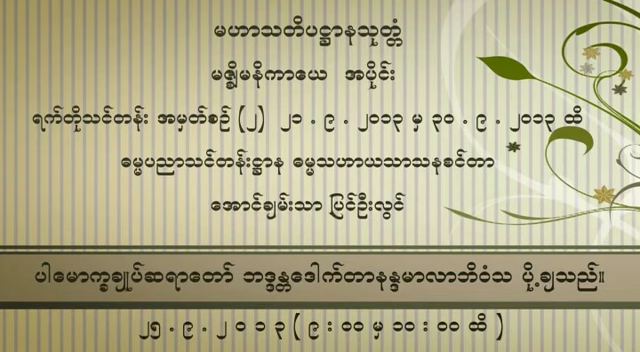 မဟာသတိပဋ္ဌာနသုတ္တံ
မဇ္ဈိမနိကာယေ အပိုင်း
ရက်တိုသင်တန်း အမှတ်စဉ် (၂) ၂၁ . ၉ . ၂၀၁၃ မှ ၃၀ . ၉ . ၂၀၁၃ ထိ
ဓမ္မပညာသင်တန်းဌာန ဓမ္မသဟာယသာသနစင်တာ
အောင်ချမ်းသာ ပြင်ဦးလွင်
ပါမောက္ခချုပ်ဆရာတော် ဘဒ္ဒန္တဒေါက်တာနန္ဒမာလာဘိဝံသ ပို့ချသည်။
၂၅ . ၉ . ၂ ၀ ၁ ၃ ( ၉ : ၀၀ မှ ၁၀ : ၀၀ ထိ )